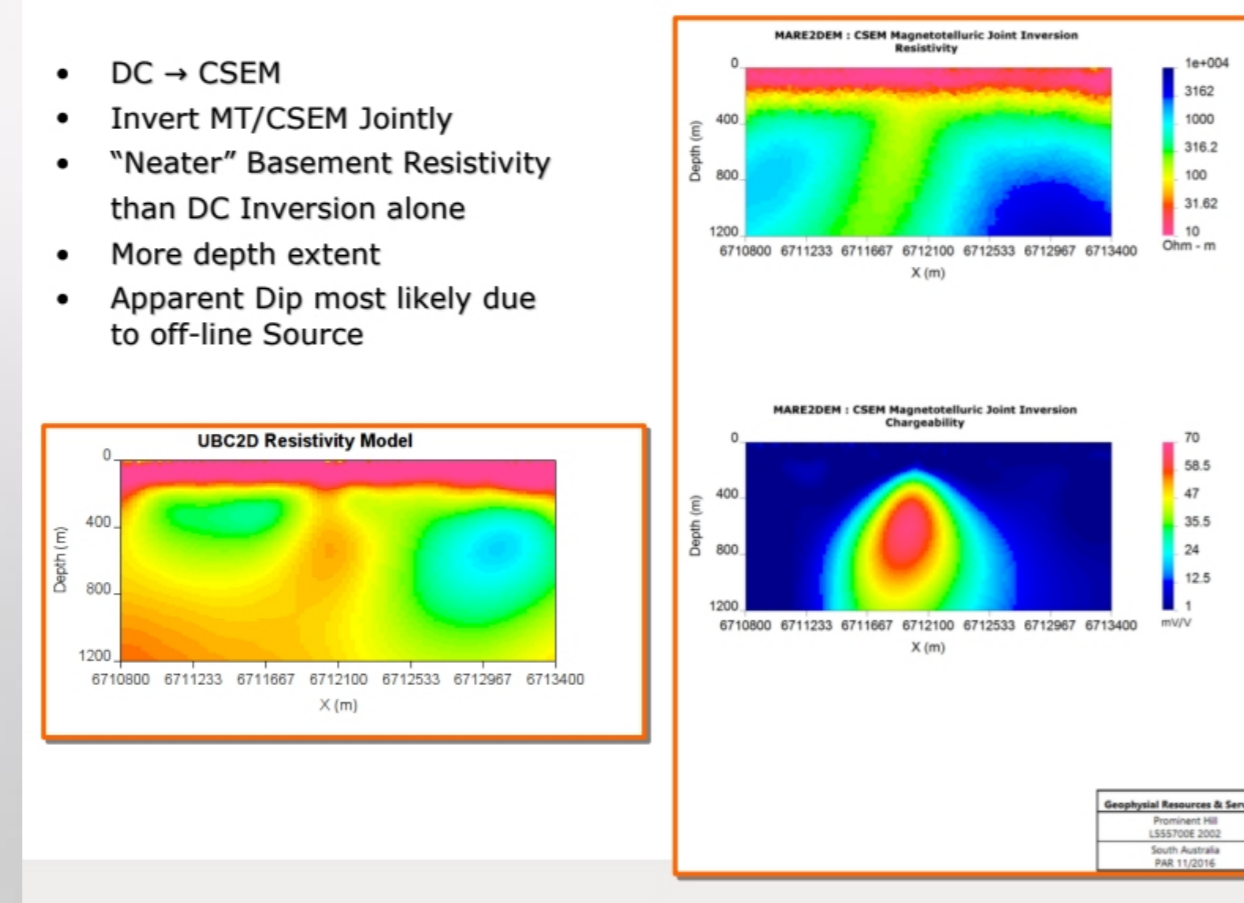 • DC → CSEM
• Invert MT/CSEM Jointly
• “Neater” Basement Resistivity
than DC Inversion alone
• More depth extent
• Apparent Dip most likely due
to off-line Source
UBC2D Resistivity Model
0
400
800
1200
Depth (m)
6710800 6711233 6711667 6712100 6712533 6712967 6713400
X (m)
MARE2DEM : CSEM Magnetotelluric Joint Inversion
Resistivity
0
400
800
1200
Depth (m)
6710800 6711233 6711667 6712100 6712533 6712967 6713400
X (m)
1e+004
3162
1000
316.2
100
31.62
10
Ohm - m
MARE2DEM : CSEM Magnetotelluric Joint Inversion
Chargeability
0
400
800
1200
Depth (m)
6710800 6711233 6711667 6712100 6712533 6712967 6713400
X (m)
70
58.5
47
35.5
24
12.5
1
mV/V
Geophysial Resources & Serv
Prominent Hill
L555700E 2002
South Australia
PAR 11/2016